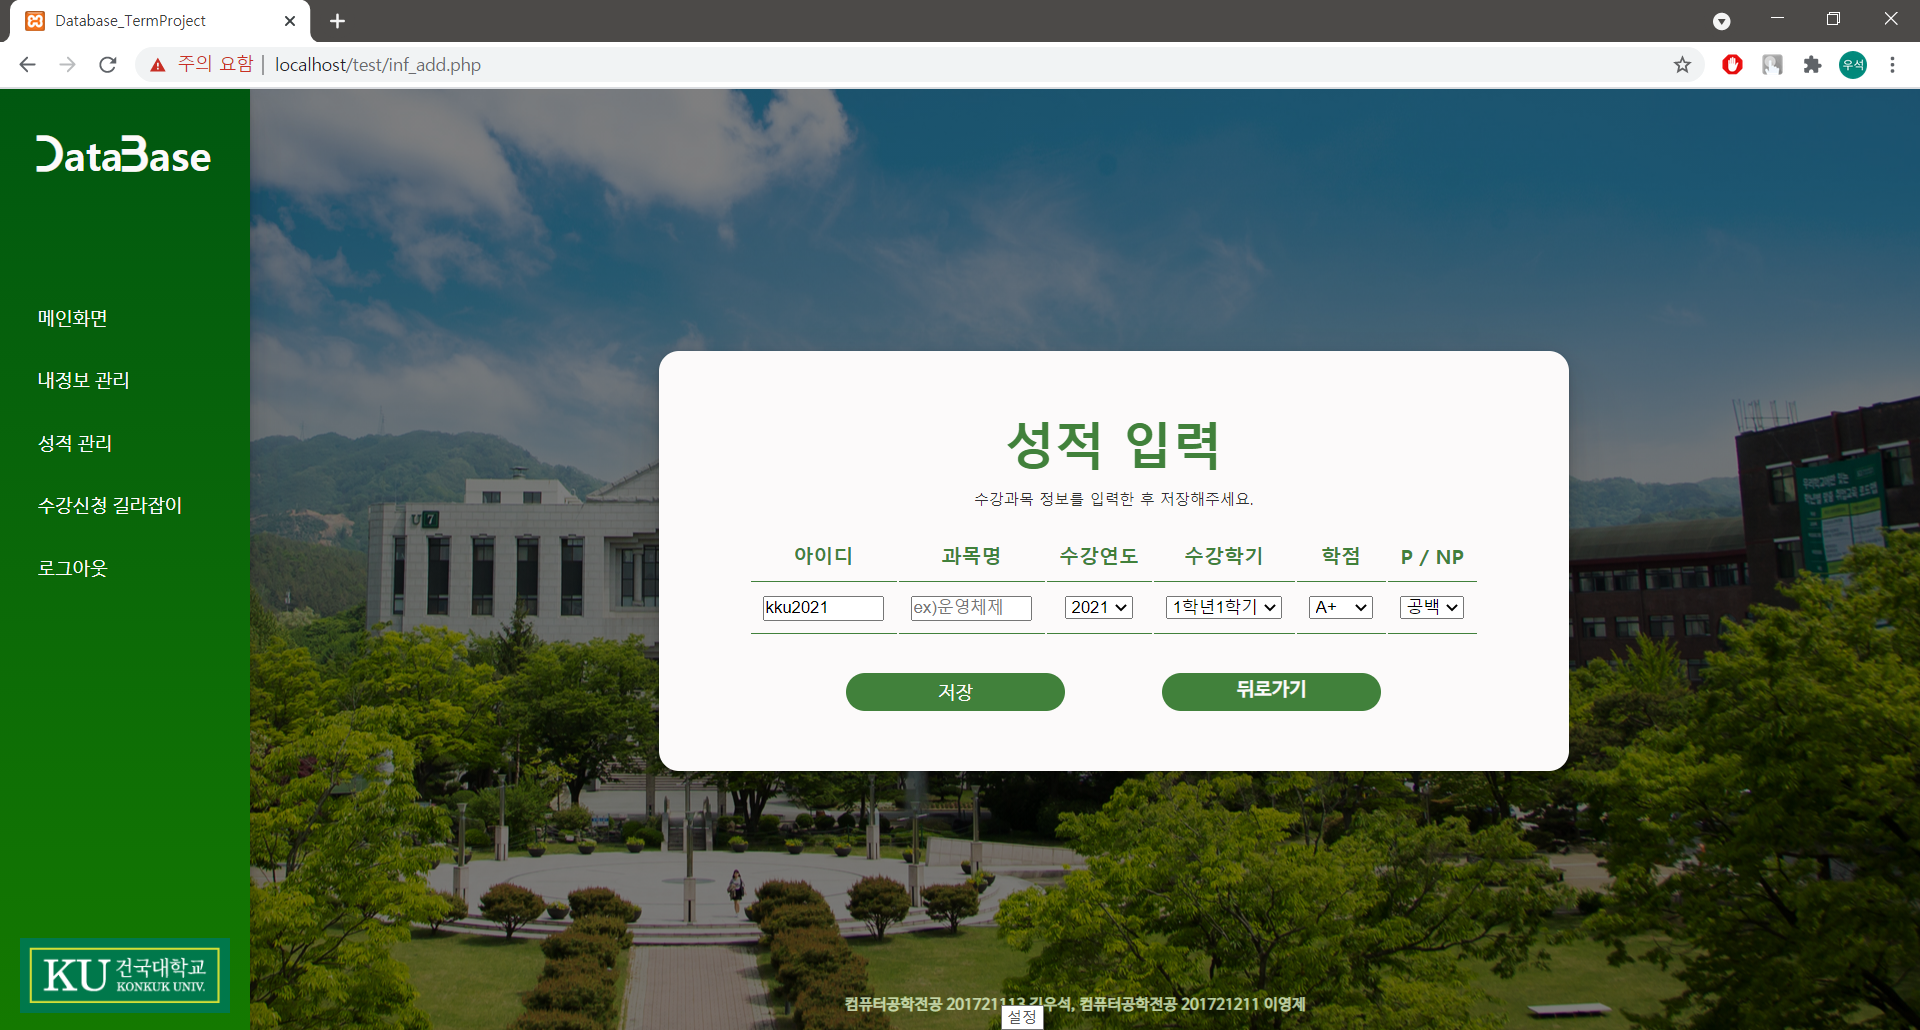 Database_TermProject
주의 요함 | localhost/test/inf_add.php
우석
DataBase
메인화면
내정보 관리
성적 관리
수강신청 길라잡이
로그아웃
KU 건국대학교
KONKUK UNIV.
U 7
성적 입력
수강과목 정보를 입력한 후 저장해주세요.
아이디 과목명 수강연도 수강학기 학점 P / NP
kku2021 ex)운영체제 2021 1학년1학기 A+ 공백
저장 뒤로가기
컴퓨터공학전공 201721113 김우석, 컴퓨터공학전공 201721211 이영제
설정